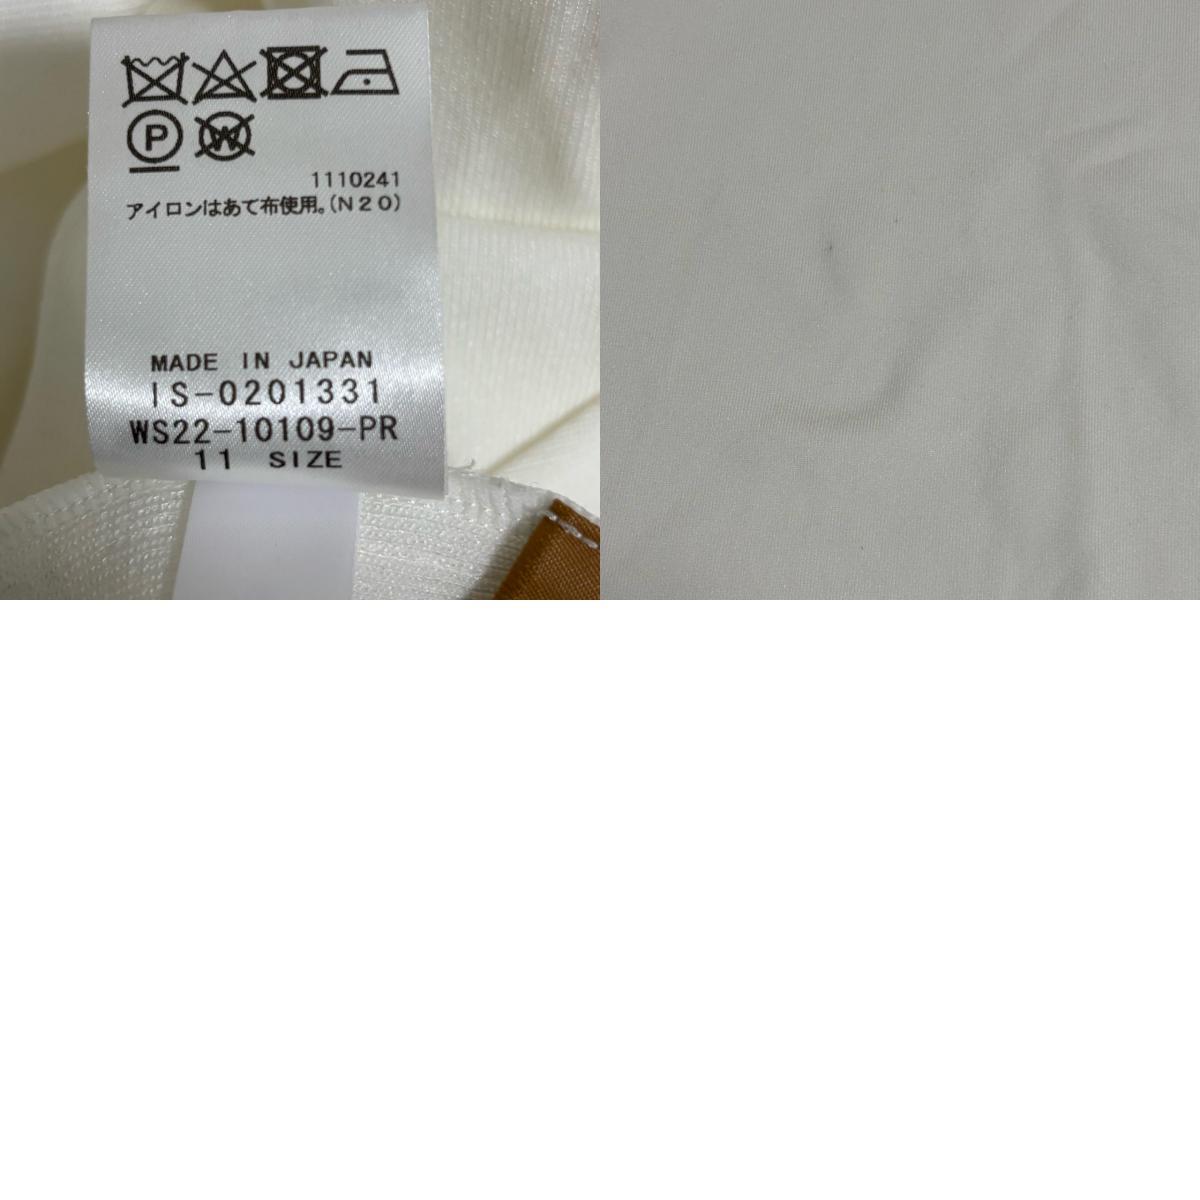 P W
1110241
アイロンはあて布使用。(N20)
MADE IN JAPAN
IS-0201331
WS22-10109-PR
11 SIZE